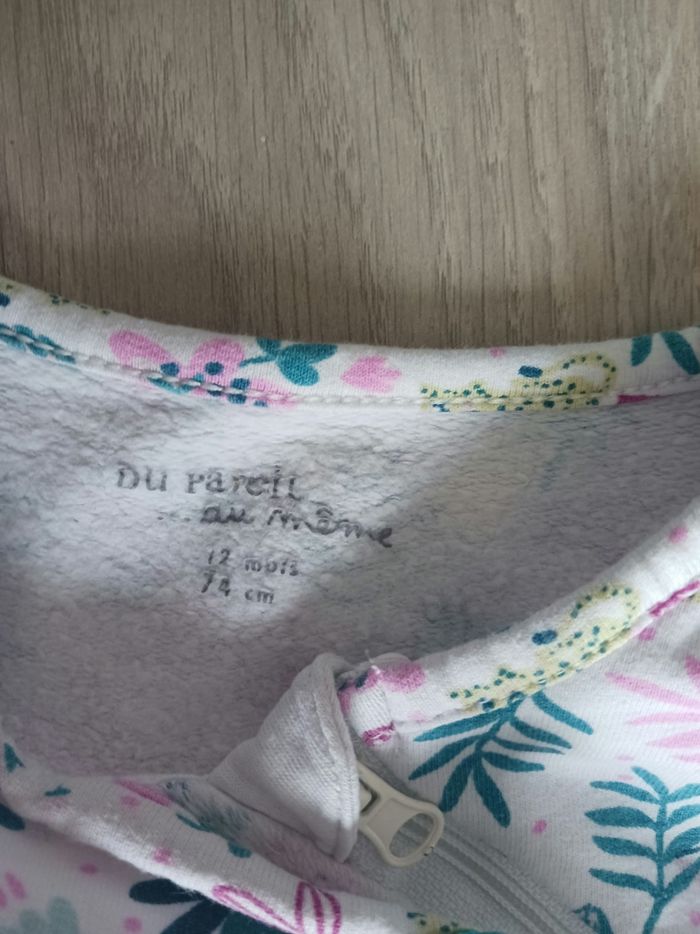 DU Pareil
... au même
12 mois
74 cm